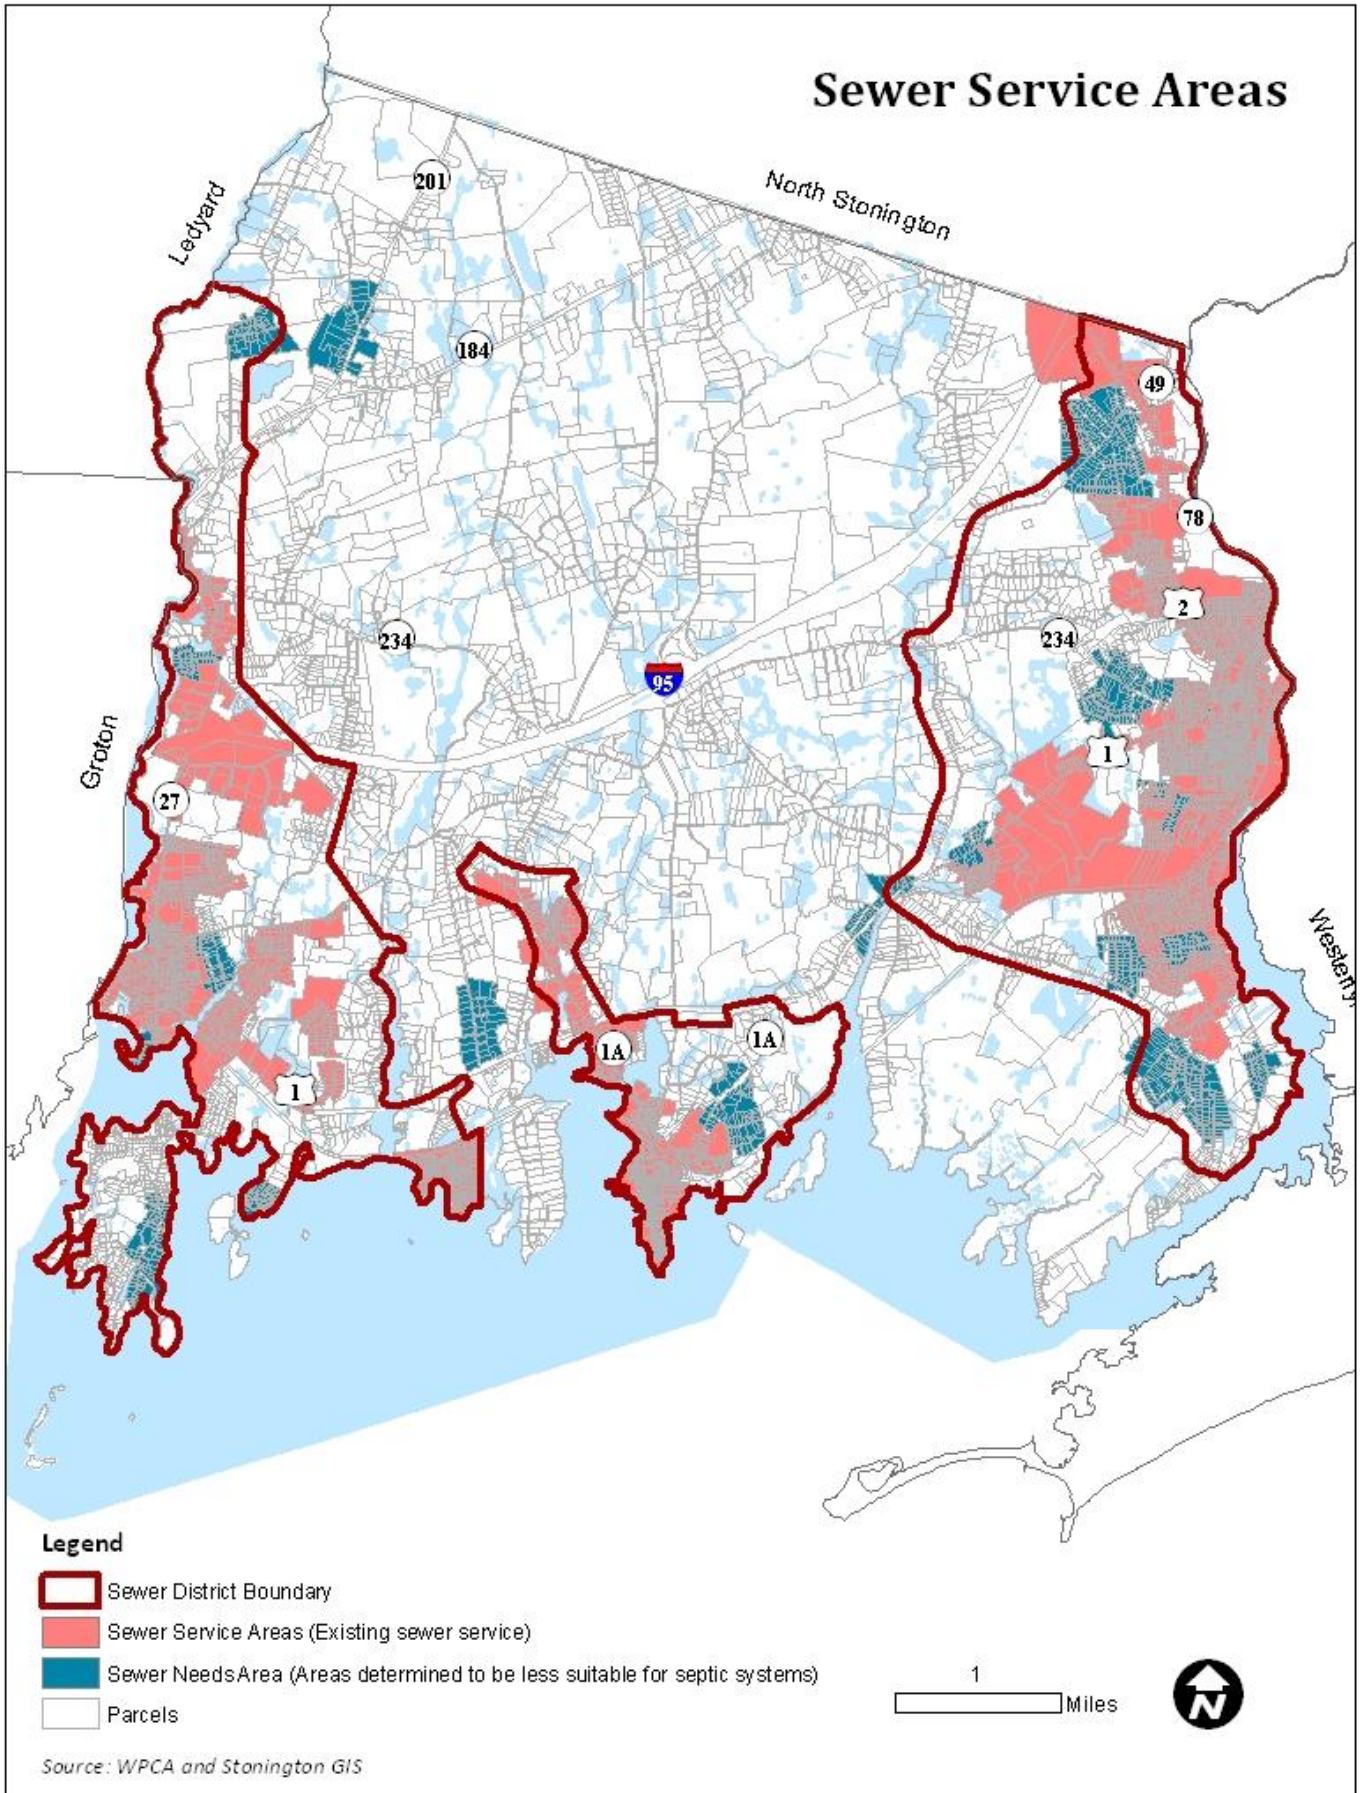 Sewer Service Areas
North Stonington
201
Ledyard
184
49
78
2
234
234
95
Groton
1
27
Westerly
1A
1A
1
Legend
Sewer District Boundary
Sewer Service Areas (Existing sewer service)
Sewer Needs Area (Areas determined to be less suitable for septic systems)
Parcels
1
Miles
N
Source: WPCA and Stonington GIS